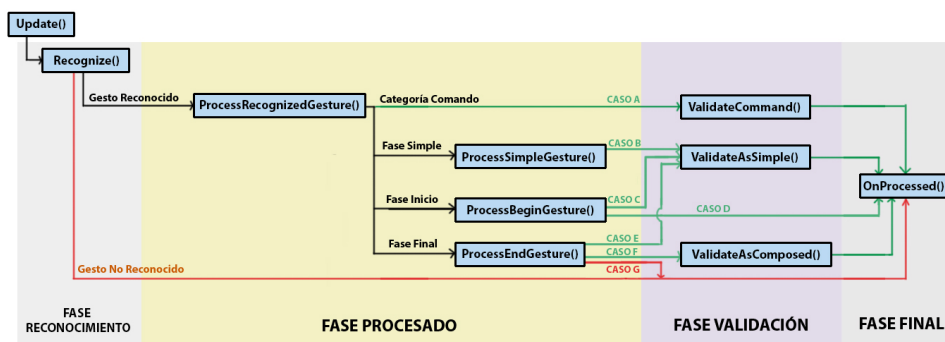 Update()
Recognize()
Gesto Reconocido
ProcessRecognizedGesture()
Categoría Comando
CASO A
ValidateCommand()
Fase Simple
ProcessSimpleGesture()
CASO B
ValidateAsSimple()
OnProcessed()
Fase Inicio
ProcessBeginGesture()
CASO C
CASO D
Fase Final
ProcessEndGesture()
CASO E
CASO F
ValidateAsComposed()
Gesto No Reconocido
CASO G
FASE
RECONOCIMIENTO
FASE PROCESADO
FASE VALIDACIÓN
FASE FINAL